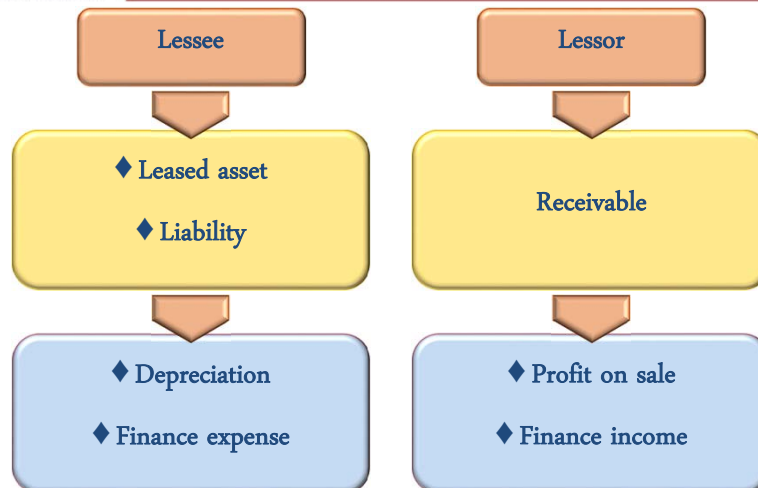 Lessee
♦ Leased asset
♦ Liability
♦ Depreciation
♦ Finance expense
Lessor
Receivable
♦ Profit on sale
♦ Finance income